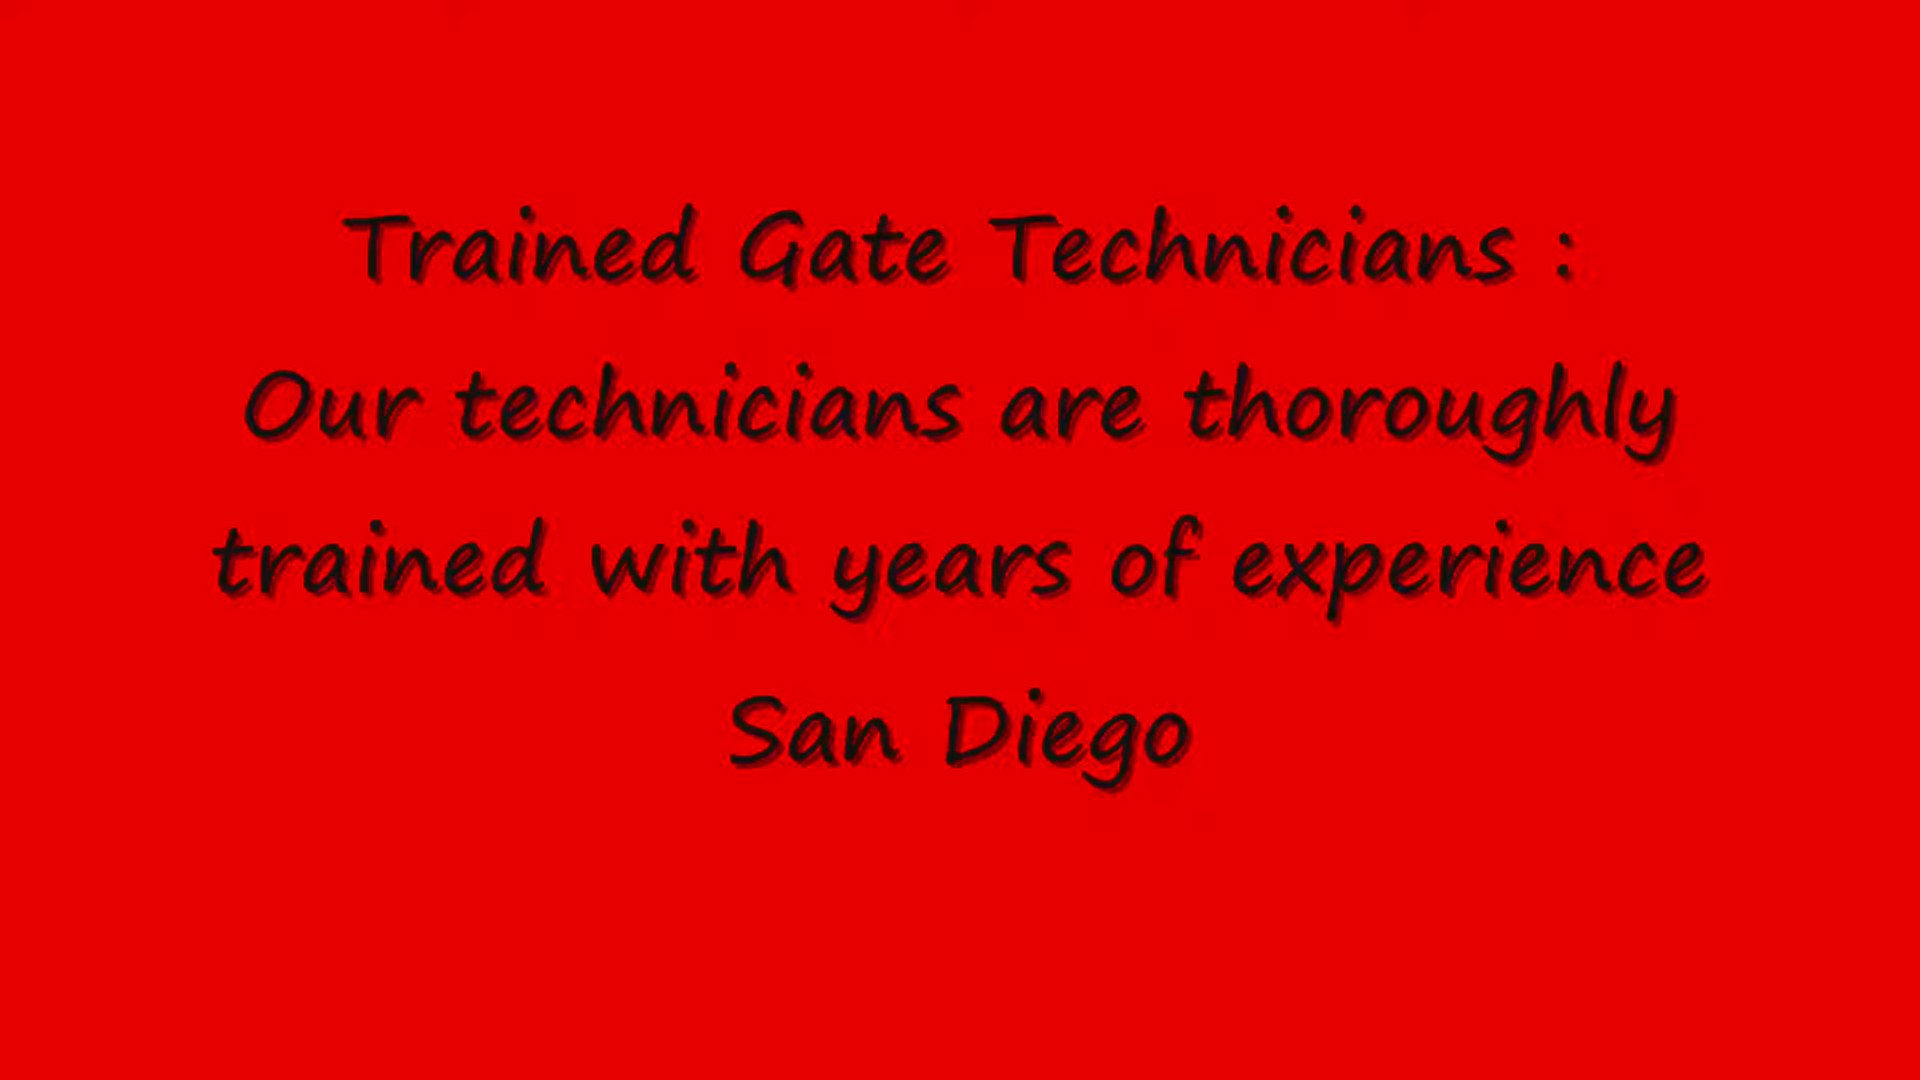 Trained Gate Technicians :
Our technicians are thoroughly
trained with years of experience
San Diego